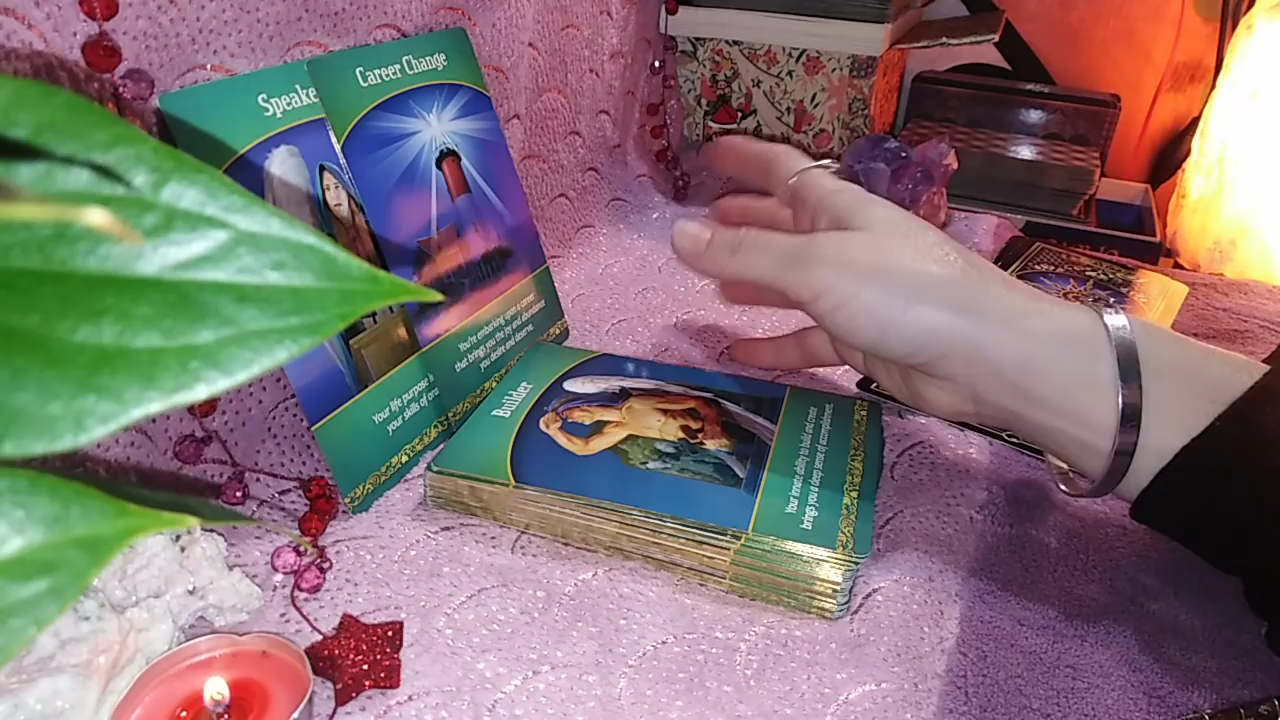 Speake
Career Change
You're embarking upon a career
that brings you the joy and abundance
you desire and deserve.
Your life purpose is
your skills of ora
Builder
Your innate ability to build and create
brings you a deep sense of accomplishment.